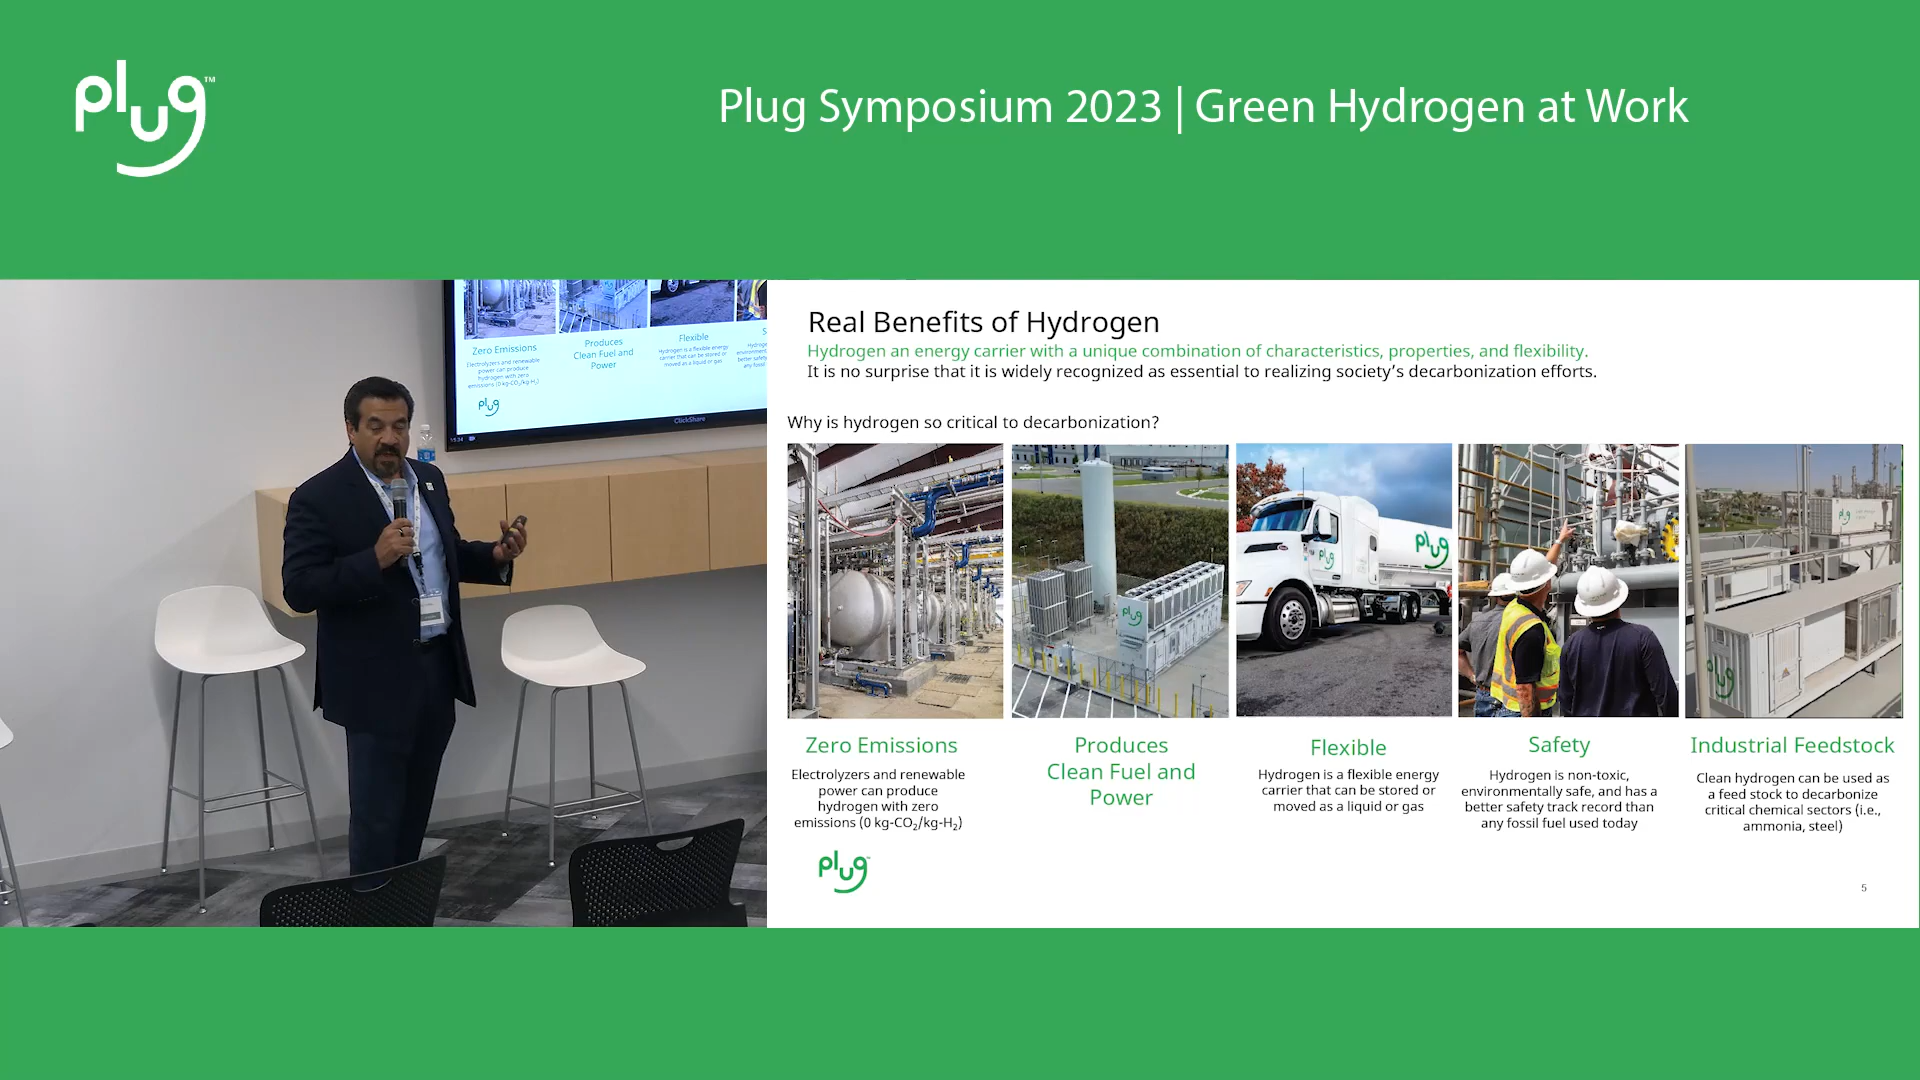 plug™
Plug Symposium 2023 | Green Hydrogen at Work
Zero Emissions
Electrolyzers and renewable
power can produce
hydrogen with zero
emissions (0 kg-CO₂/kg-H₂)
Produces
Clean Fuel and
Power
Flexible
Hydrogen is a flexible energy
carrier that can be stored or
moved as a liquid or gas
plug
ClickShare
Real Benefits of Hydrogen
Hydrogen an energy carrier with a unique combination of characteristics, properties, and flexibility.
It is no surprise that it is widely recognized as essential to realizing society’s decarbonization efforts.
Why is hydrogen so critical to decarbonization?
plug
plug
plug
plug
plug
Zero Emissions
Electrolyzers and renewable
power can produce
hydrogen with zero
emissions (0 kg-CO₂/kg-H₂)
Produces
Clean Fuel and
Power
Flexible
Hydrogen is a flexible energy
carrier that can be stored or
moved as a liquid or gas
Safety
Hydrogen is non-toxic,
environmentally safe, and has a
better safety track record than
any fossil fuel used today
Industrial Feedstock
Clean hydrogen can be used as
a feed stock to decarbonize
critical chemical sectors (i.e.,
ammonia, steel)
plug
5